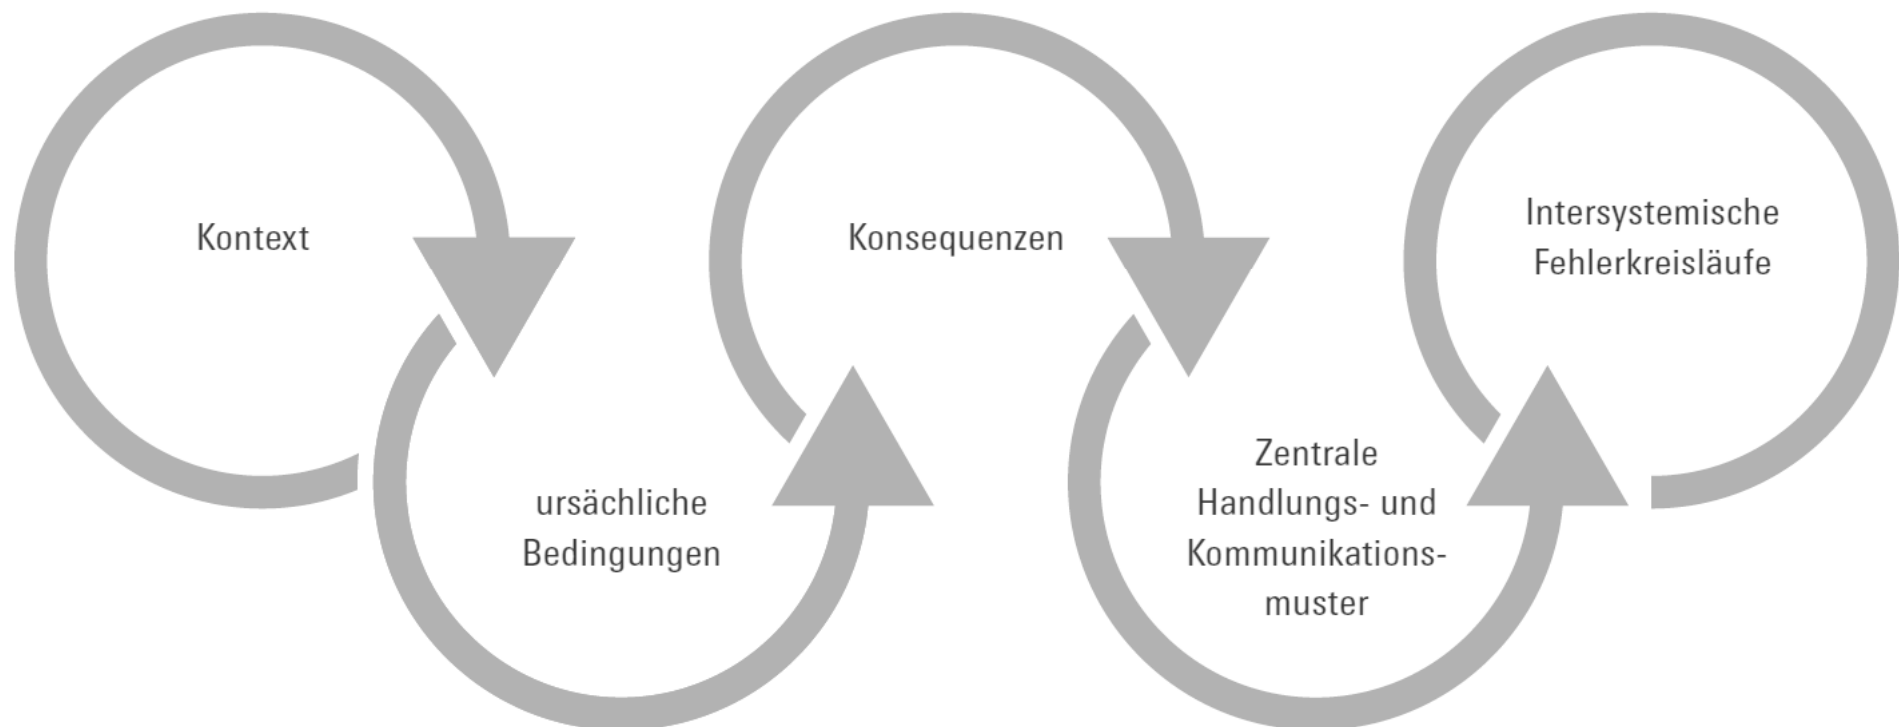 Kontext
ursächliche
Bedingungen
Konsequenzen
Zentrale
Handlungs- und
Kommunikations-
muster
Intersystemische
Fehlerkreisläufe